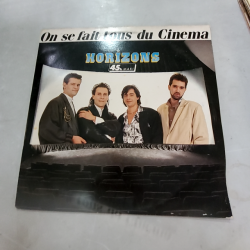 On se fait tous du Cinema
HORIZONS
45